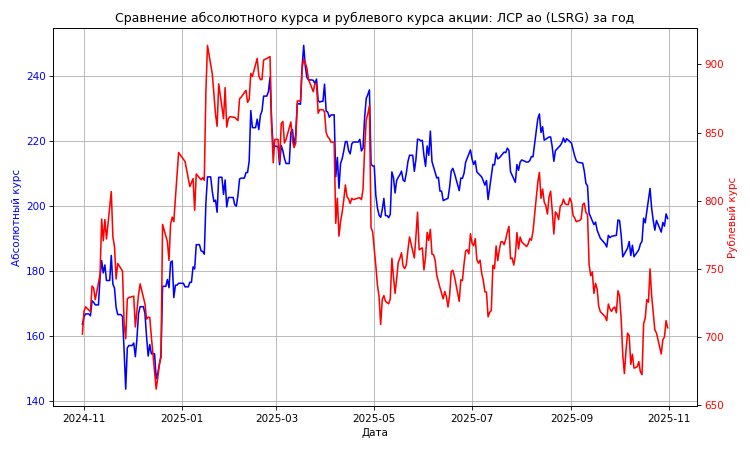 Сравнение абсолютного курса и рублевого курса акции: ЛСР ао (LSRG) за год
Абсолютный курс
240
220
200
180
160
140
900
850
800
750
700
650
Рублевый курс
2024-11 2025-01 2025-03 2025-05 2025-07 2025-09 2025-11
Дата